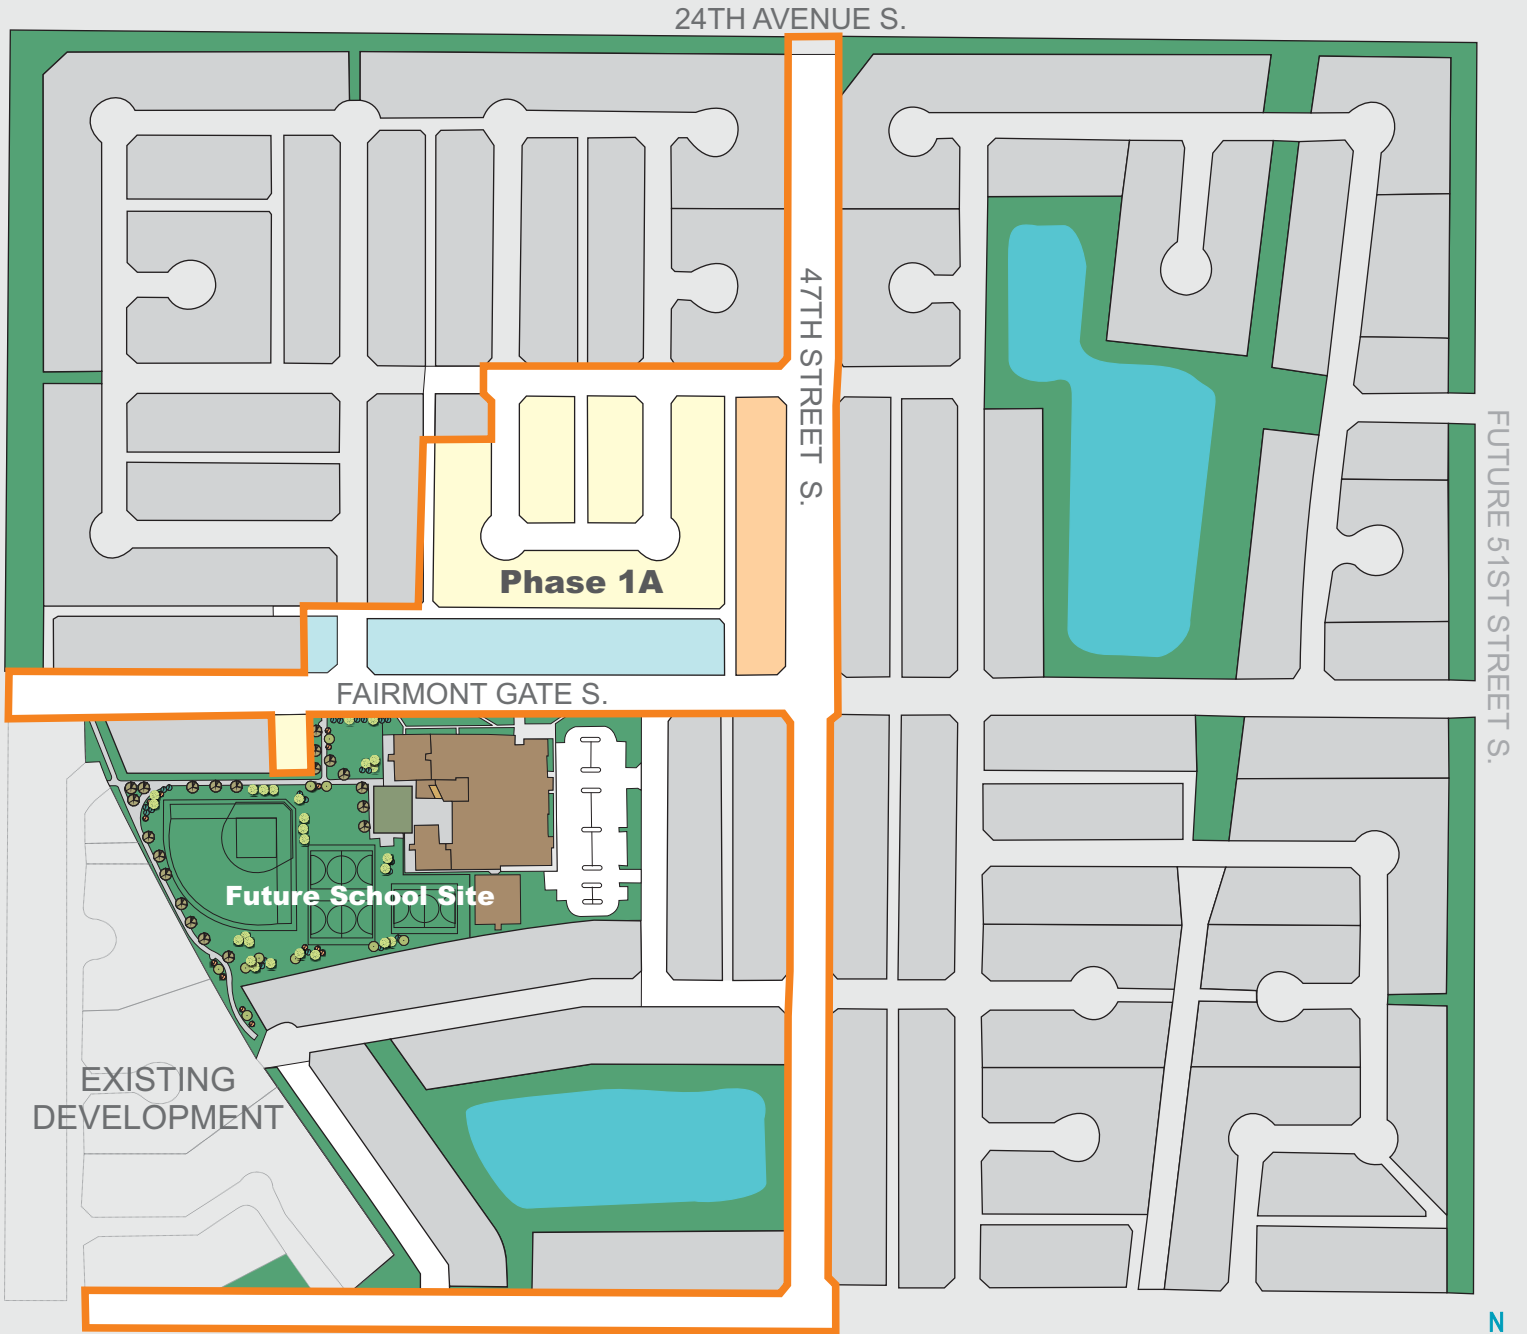 24TH AVENUE S.
47TH STREET S.
FUTURE 51ST STREET S.
Phase 1A
FAIRMONT GATE S.
Future School Site
EXISTING
DEVELOPMENT
N